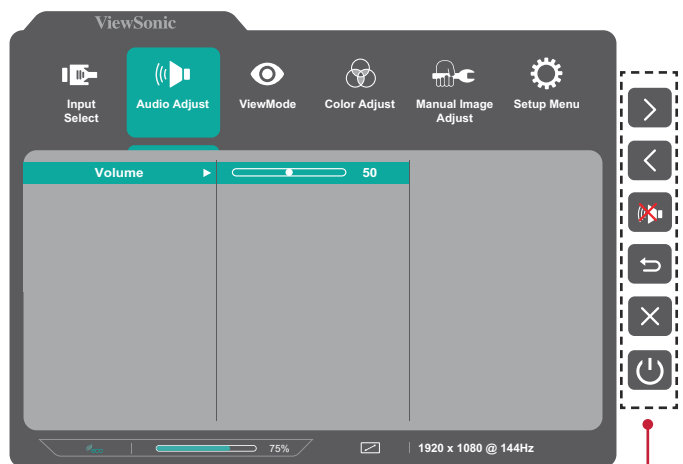 ViewSonic
Input
Select
Audio Adjust
ViewMode
Color Adjust
Manual Image
Adjust
Setup Menu
Volume
50
eco
75%
1920 x 1080 @ 144Hz